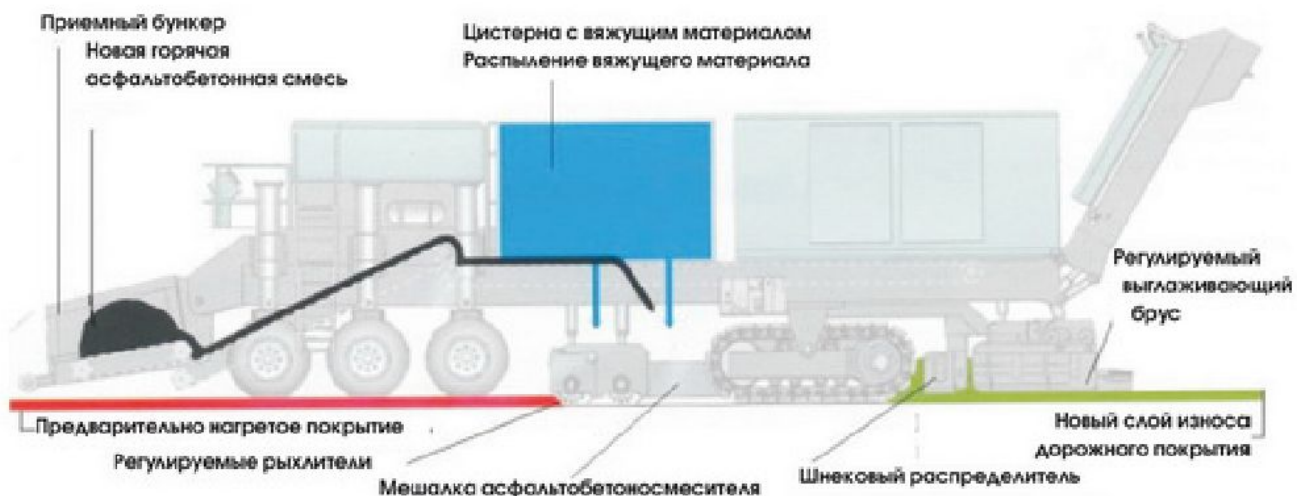 Приемный бункер
Новая горячая
асфальтобетонная смесь
Цистерна с вяжущим материалом
Распыление вяжущего материала
Регулируемый
выглаживающий
брус
Предварительно нагретое покрытие
Регулируемые рыхлители
Мешалка асфальтобетоносмесителя
Шнековый распределитель
Новый слой износа
дорожного покрытия